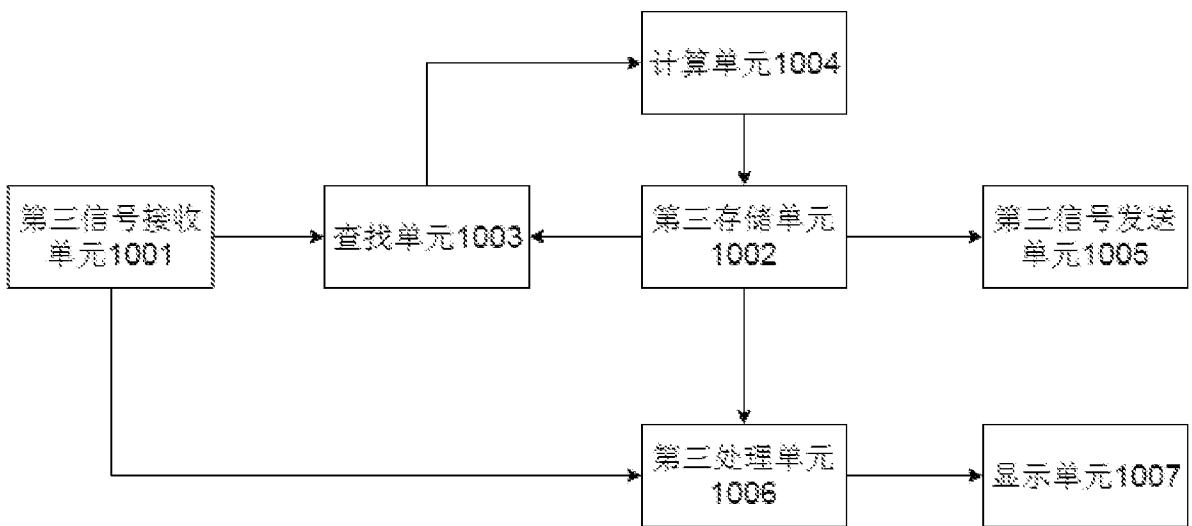 计算单元1004
第三信号接收
单元1001
查找单元1003
第三存储单元
1002
第三信号发送
单元1005
第三处理单元
1006
显示单元1007